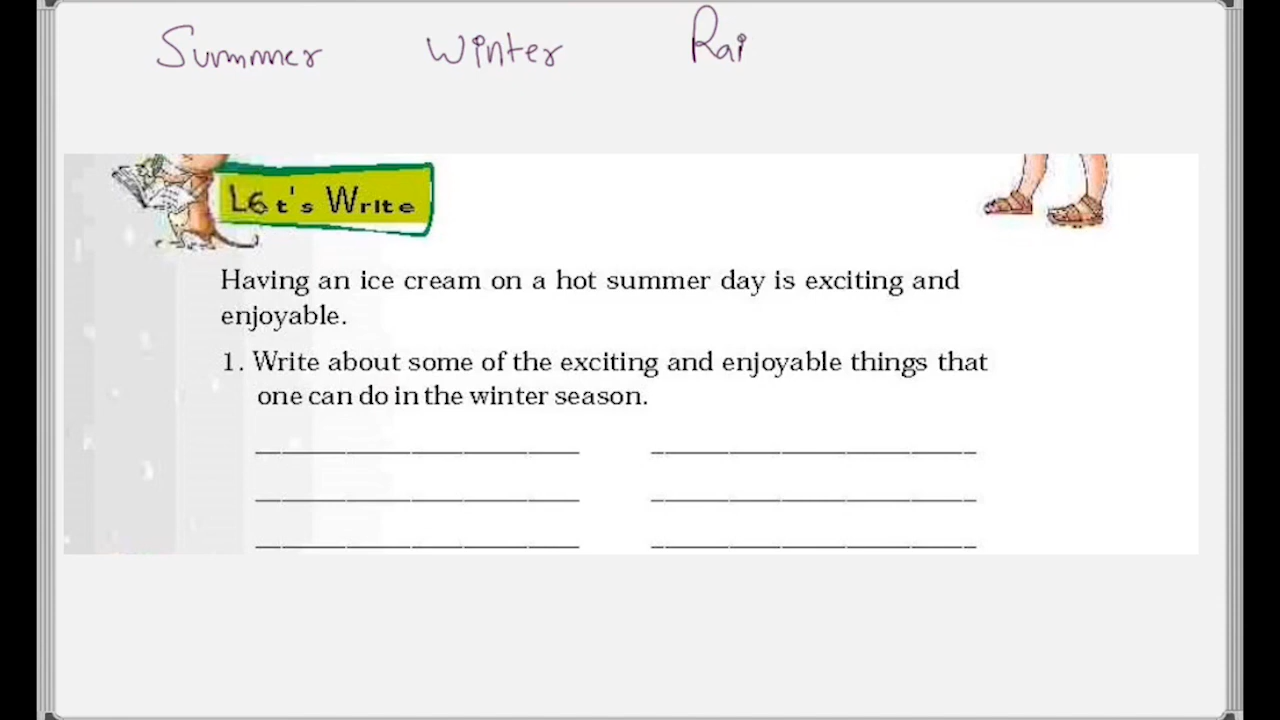 Summer Winter Rai
Let's Write
Having an ice cream on a hot summer day is exciting and
enjoyable.
1. Write about some of the exciting and enjoyable things that
one can do in the winter season.